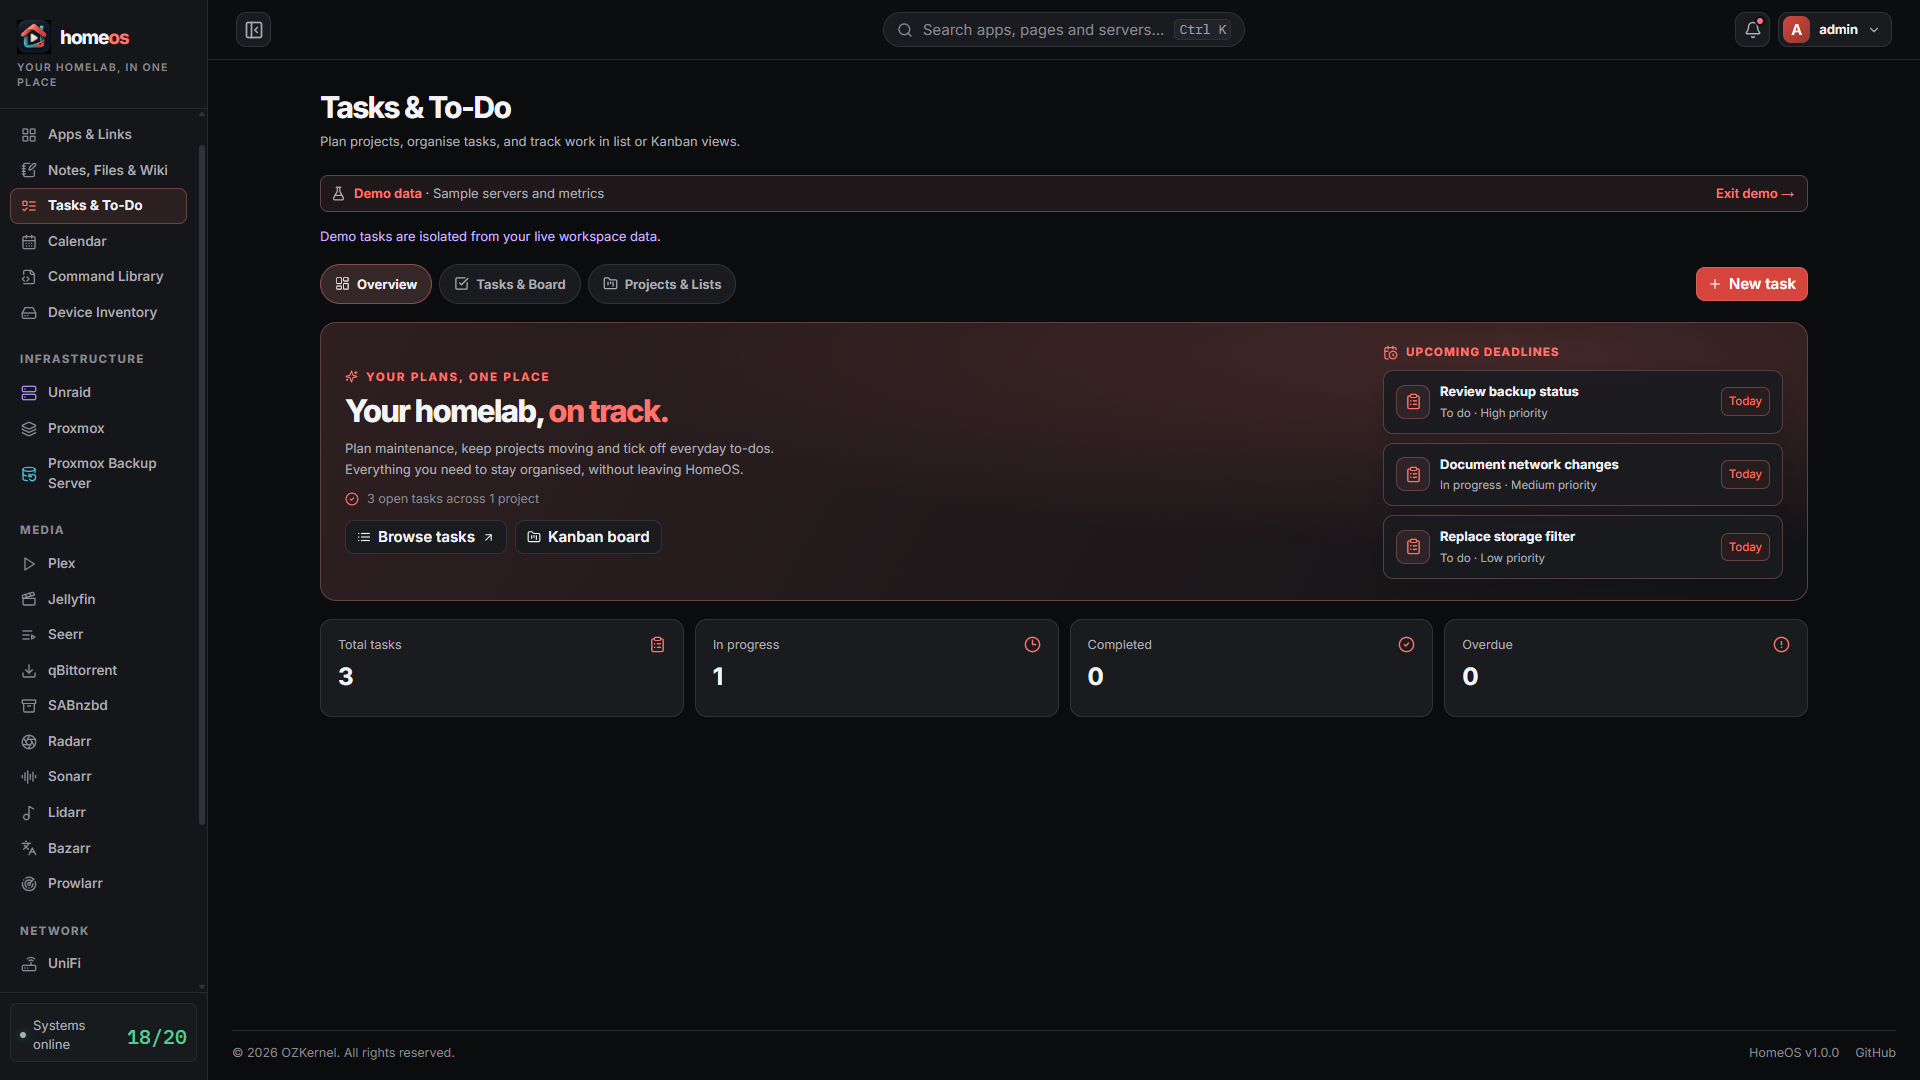 homeos
YOUR HOMELAB, IN ONE
PLACE
Apps & Links
Notes, Files & Wiki
Tasks & To-Do
Calendar
Command Library
Device Inventory
INFRASTRUCTURE
Unraid
Proxmox
Proxmox Backup
Server
MEDIA
Plex
Jellyfin
Seerr
qBittorrent
SABnzbd
Radarr
Sonarr
Lidarr
Bazarr
Prowlarr
NETWORK
UniFi
Systems
online
18/20
Search apps, pages and servers... Ctrl K
A admin
Tasks & To-Do
Plan projects, organise tasks, and track work in list or Kanban views.
Demo data · Sample servers and metrics
Exit demo →
Demo tasks are isolated from your live workspace data.
Overview
Tasks & Board
Projects & Lists
+ New task
YOUR PLANS, ONE PLACE
Your homelab, on track.
Plan maintenance, keep projects moving and tick off everyday to-dos.
Everything you need to stay organised, without leaving HomeOS.
3 open tasks across 1 project
Browse tasks
Kanban board
UPCOMING DEADLINES
Review backup status
To do · High priority
Today
Document network changes
In progress · Medium priority
Today
Replace storage filter
To do · Low priority
Today
Total tasks
3
In progress
1
Completed
0
Overdue
0
© 2026 OZKernel. All rights reserved.
HomeOS v1.0.0
GitHub